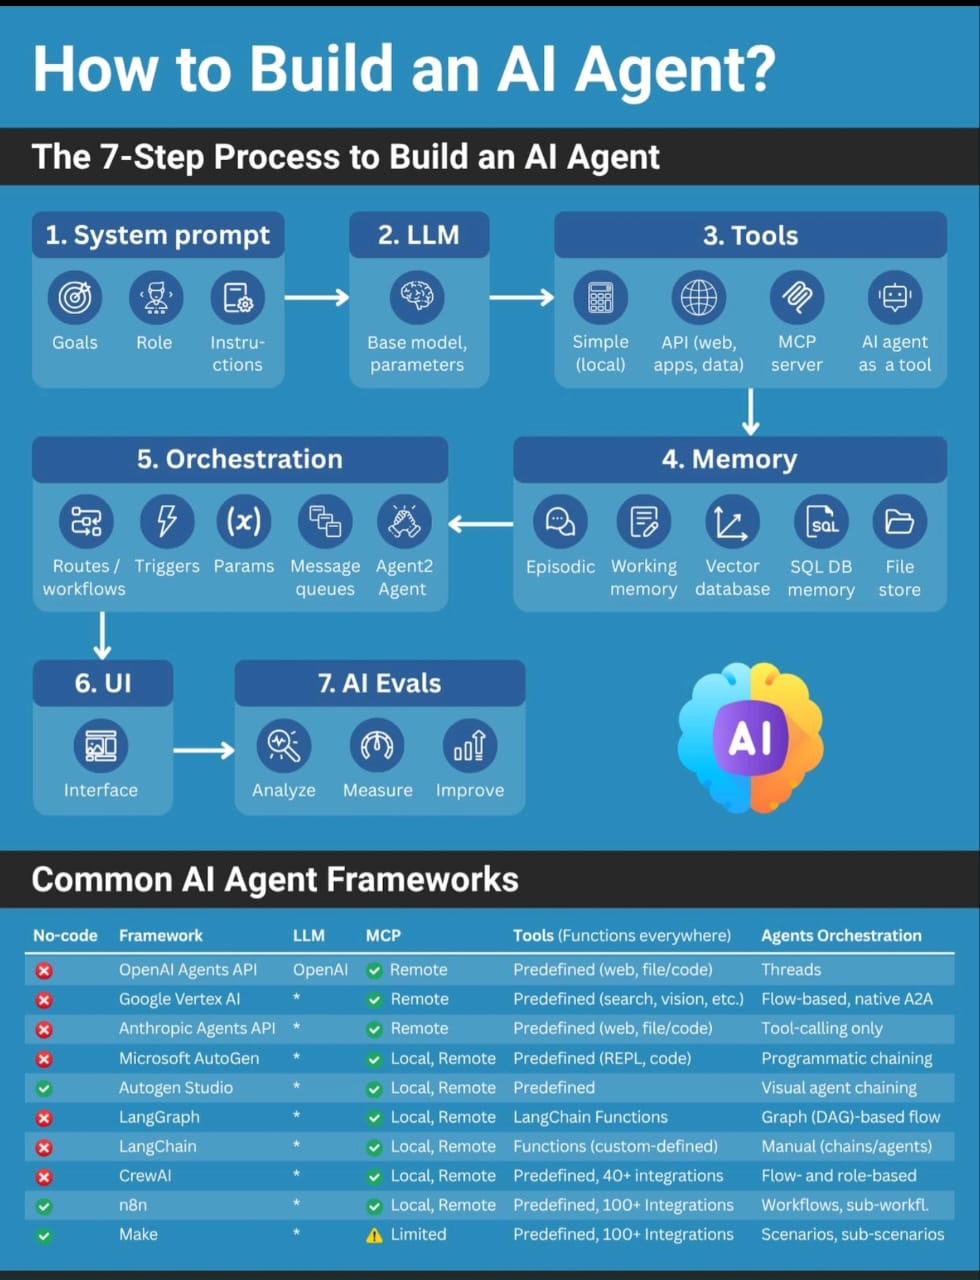 How to Build an AI Agent?
The 7-Step Process to Build an AI Agent
1. System prompt
Goals
Role
Instru-
ctions
2. LLM
Base model,
parameters
3. Tools
Simple
(local)
API (web,
apps, data)
MCP
server
AI agent
as a tool
4. Memory
Episodic
Working
memory
Vector
database
SQL
SQL DB
memory
File
store
5. Orchestration
Routes /
workflows
Triggers
(x)
Params
Message
queues
Agent2
Agent
6. UI
Interface
7. AI Evals
Analyze
Measure
Improve
AI
Common AI Agent Frameworks
No-code Framework LLM MCP Tools (Functions everywhere) Agents Orchestration
OpenAI Agents API OpenAI Remote Predefined (web, file/code) Threads
Google Vertex AI * Remote Predefined (search, vision, etc.) Flow-based, native A2A
Anthropic Agents API * Remote Predefined (web, file/code) Tool-calling only
Microsoft AutoGen * Local, Remote Predefined (REPL, code) Programmatic chaining
Autogen Studio * Local, Remote Predefined Visual agent chaining
LangGraph * Local, Remote LangChain Functions Graph (DAG)-based flow
LangChain * Local, Remote Functions (custom-defined) Manual (chains/agents)
CrewAI * Local, Remote Predefined, 40+ integrations Flow- and role-based
n8n * Local, Remote Predefined, 100+ Integrations Workflows, sub-workfl.
Make * Limited Predefined, 100+ Integrations Scenarios, sub-scenarios